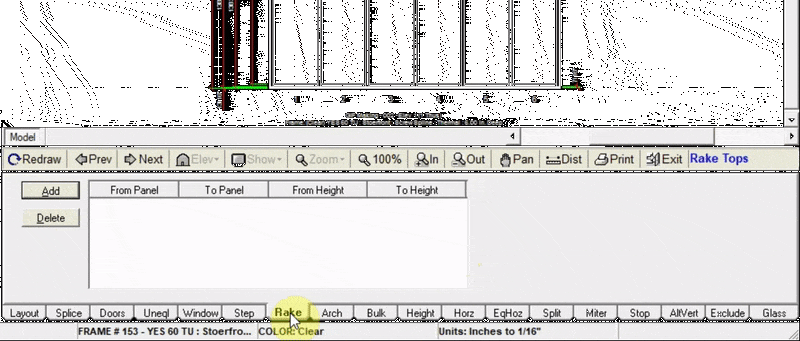 Model
Redraw Prev Next Elev Show Zoom 100% In Out Pan Dist Print Exit Rake Tops
Add From Panel To Panel From Height To Height
Delete
Layout Splice Doors Uneql Window Step Rake Arch Bulk Height Horz EqHoz Split Miter Stop AltVert Exclude Glass
FRAME # 153 - YES 60 TU : Stoerfro... COLOR: Clear Units: Inches to 1/16"